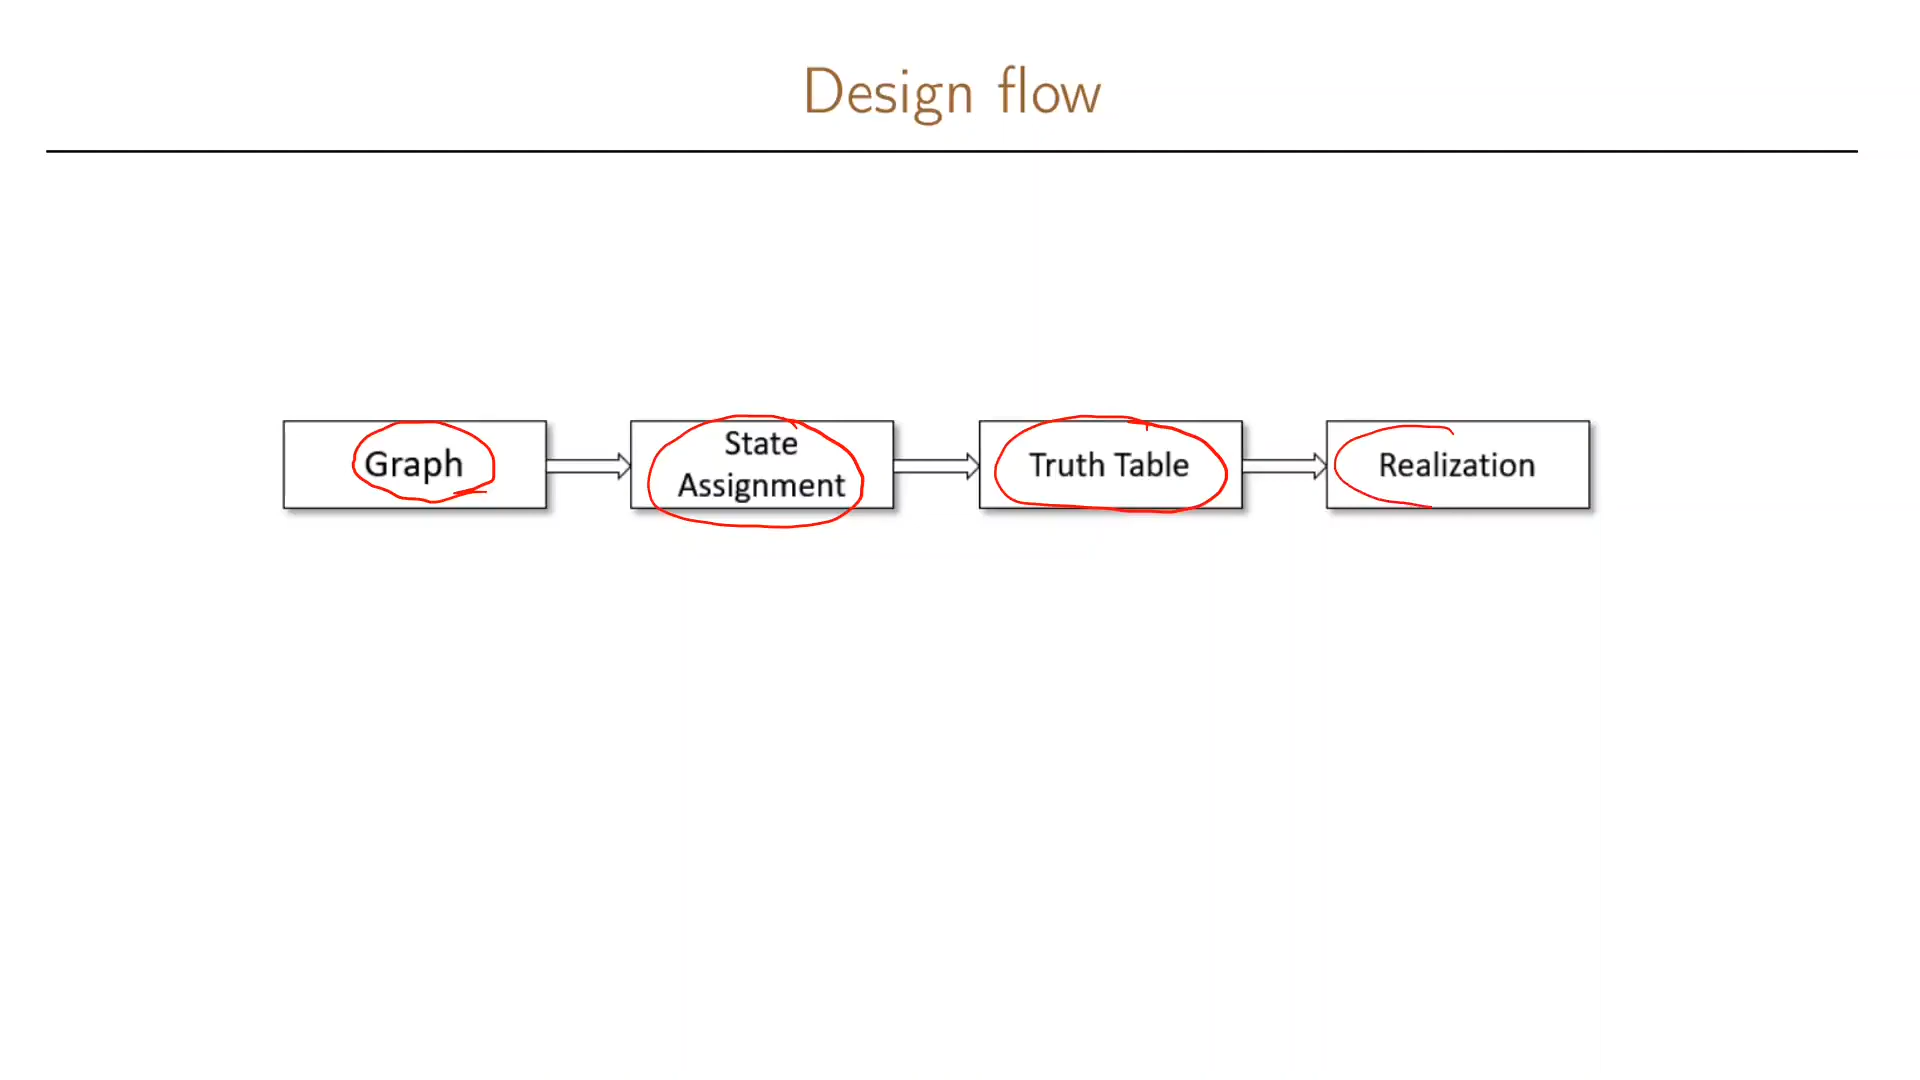 Design flow
Graph
State
Assignment
Truth Table
Realization